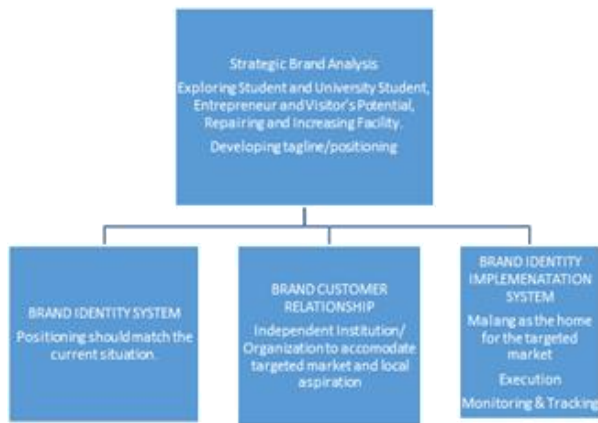 Strategic Brand Analysis
Exploring Student and University Student,
Entrepreneur and Visitor's Potential,
Repairing and Increasing Facility.
Developing tagline/positioning
BRAND IDENTITY SYSTEM
Positioning should match the
current situation.
BRAND CUSTOMER
RELATIONSHIP
Independent Institution/
Organization to accomodate
targeted market and local
aspiration
BRAND IDENTITY
IMPLEMENATATION
SYSTEM
Malang as the home
for the targeted
market
Execution
Monitoring & Tracking